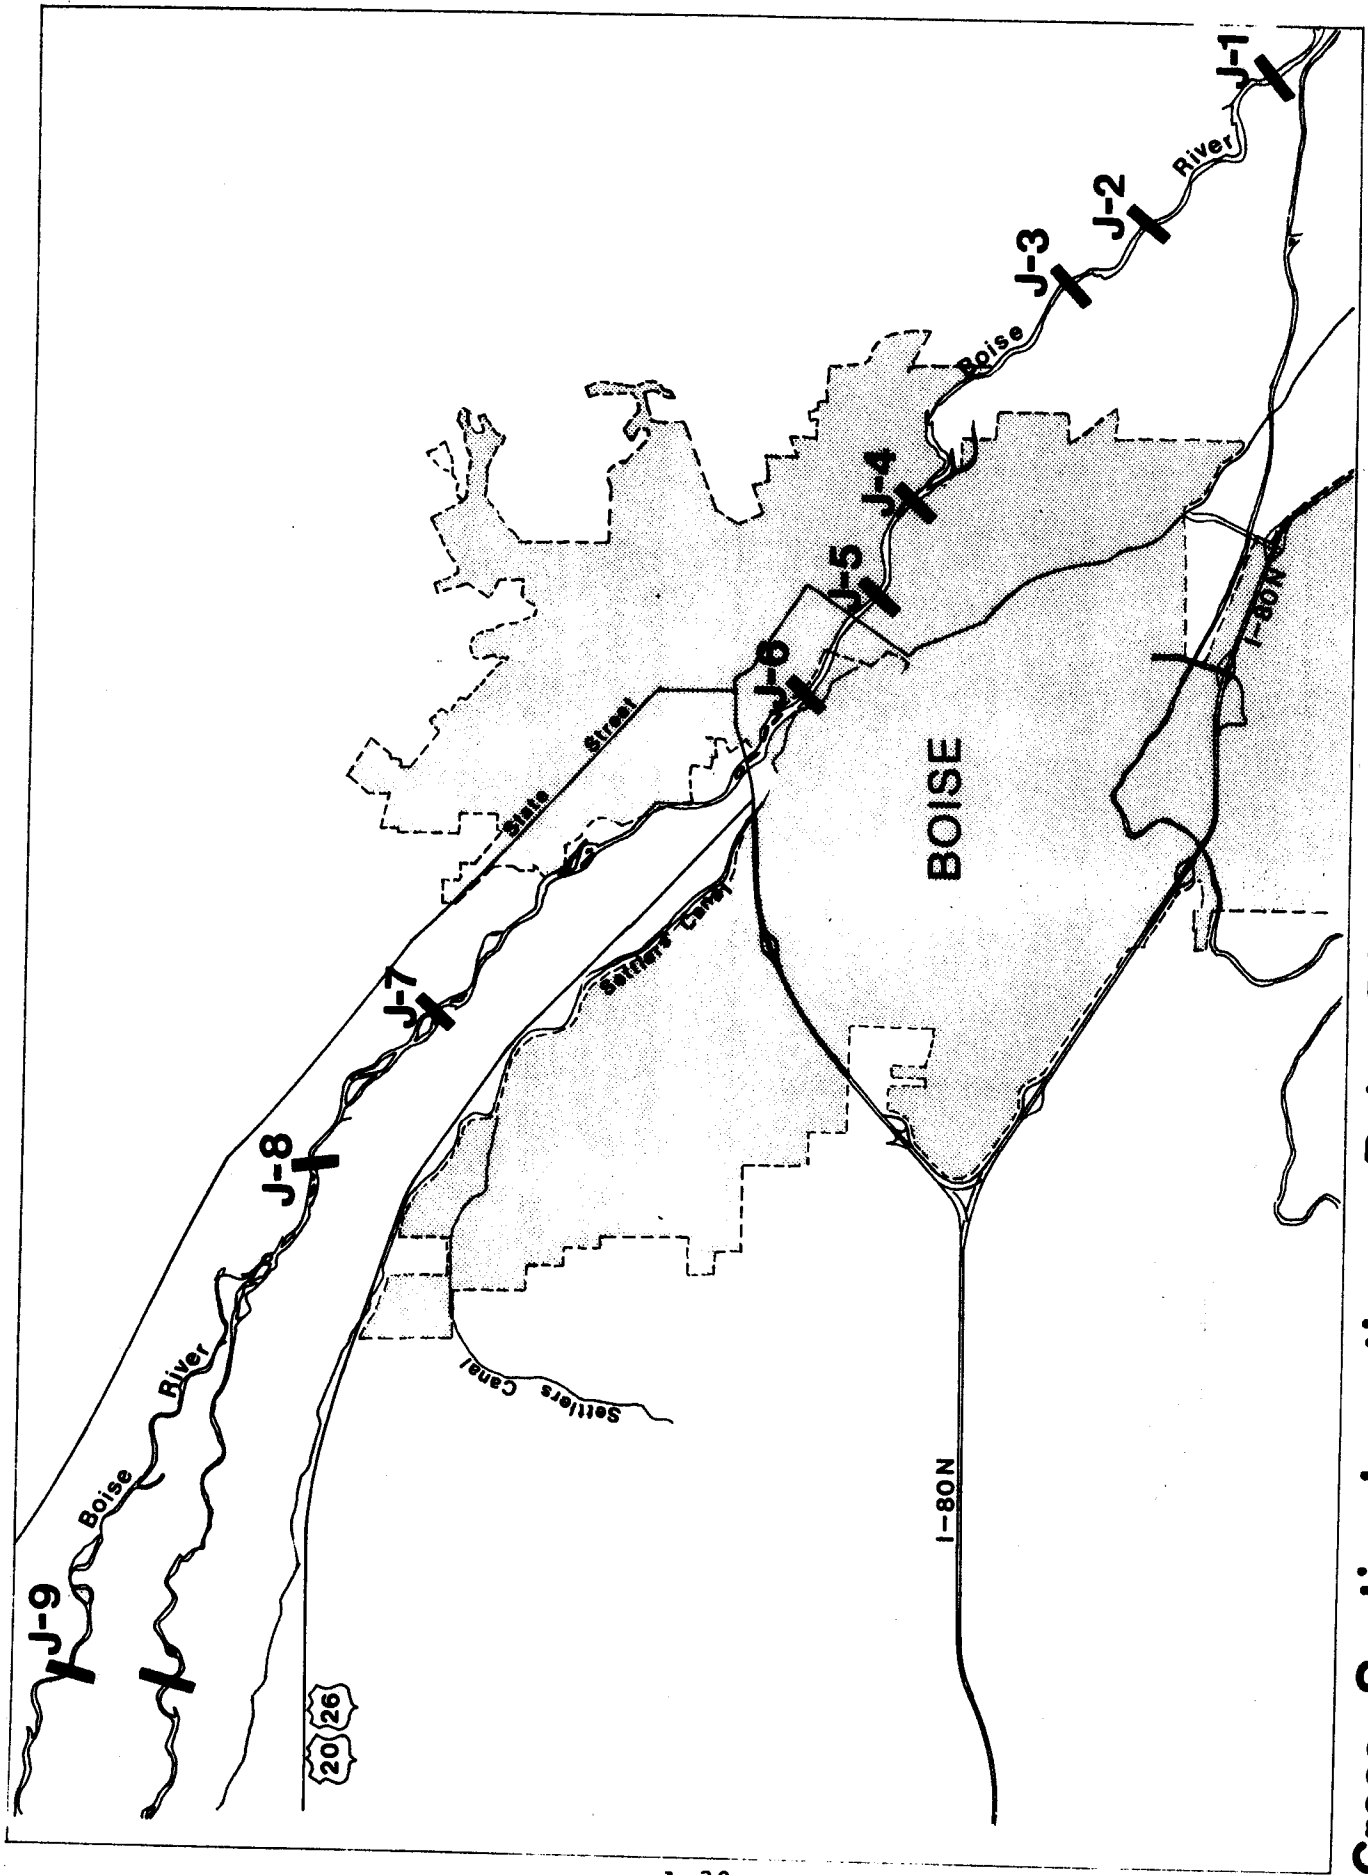 J-1
River
J-2
J-3
Boise
J-4
J-5
J-6
State Street
BOISE
I-80N
Settlers Canal
J-7
J-8
Settlers Canal
River
Boise
I-80N
J-9
20 26